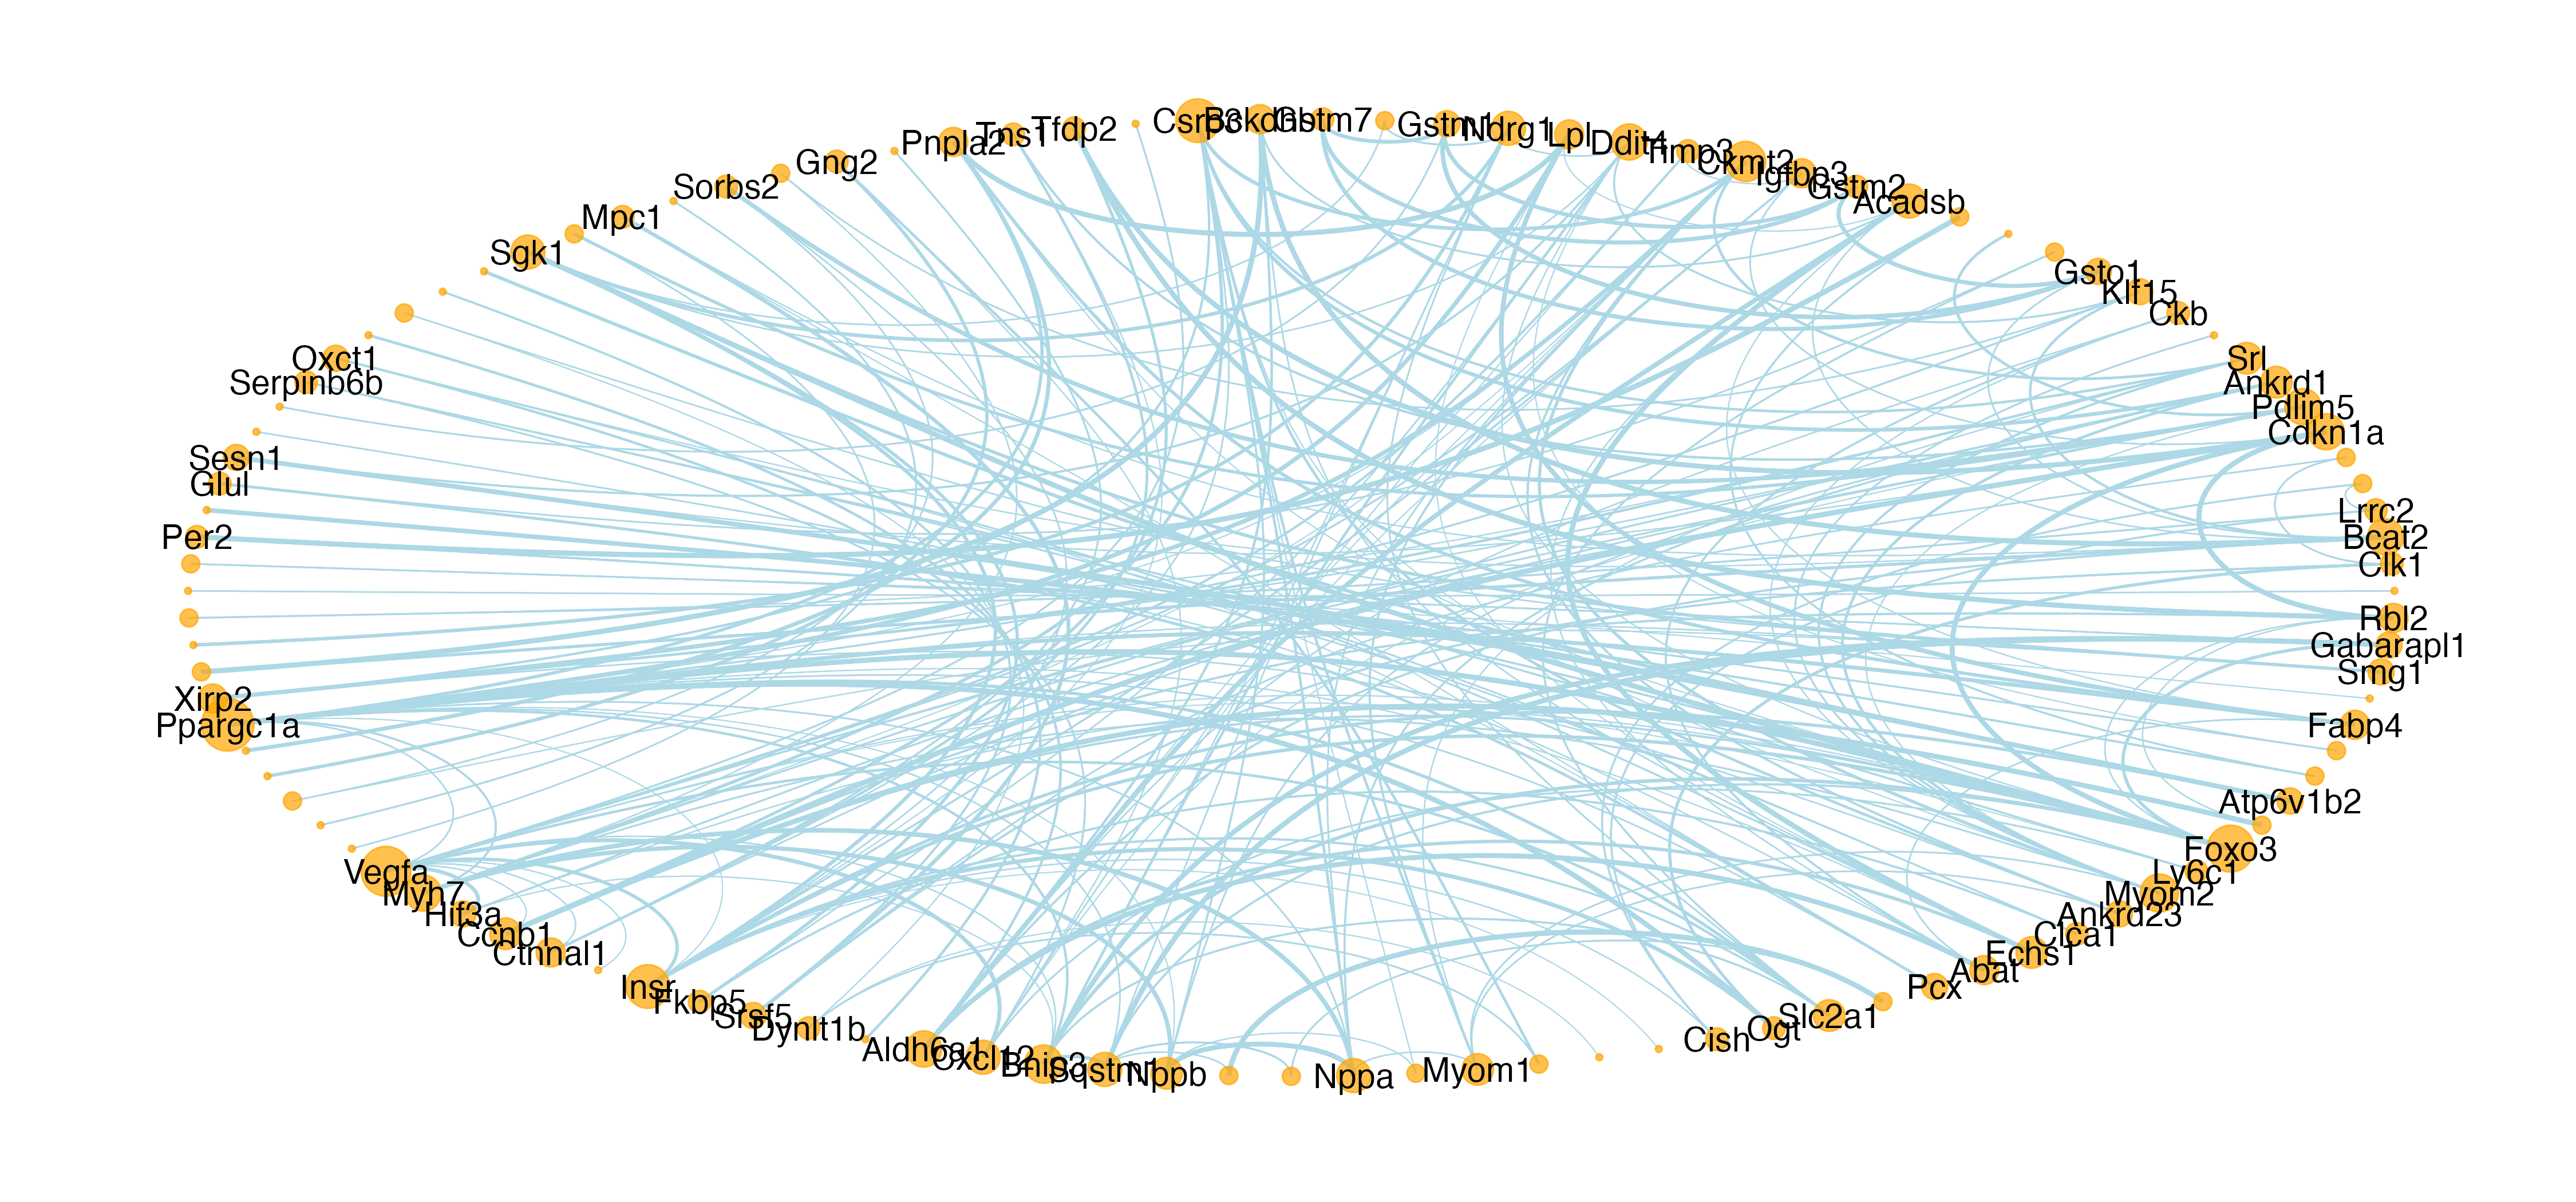 Csrp3
Bckdhb
Gstm7
Gstm1
Ndrg1
Lpl
Ddit4
Timp3
Ckmt2
Igfbp3
Gstm2
Acadsb
Gsto1
Klf15
Ckb
Srl
Ankrd1
Pdlim5
Cdkn1a
Lrrc2
Bcat2
Clk1
Rbl2
Gabarapl1
Smg1
Fabp4
Atp6v1b2
Foxo3
Ly6c1
Myom2
Ankrd23
Clca1
Echs1
Abat
Pcx
Slc2a1
Ogt
Cish
Myom1
Nppa
Nppb
Sqstm1
Bnip3
Cxcl12
Aldh6a1
Dynlt1b
Srsf5
Fkbp5
Insr
Ctnnal1
Ccnb1
Hif3a
Myh7
Vegfa
Ppargc1a
Xirp2
Per2
Glul
Sesn1
Serpinb6b
Oxct1
Sgk1
Mpc1
Sorbs2
Gng2
Pnpla2
Tns1
Tfdp2